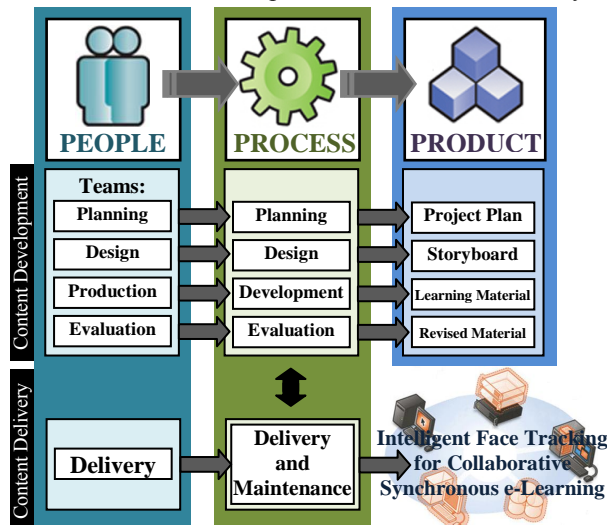 PEOPLE
PROCESS
PRODUCT
Content Development
Teams:
Planning
Planning
Project Plan
Design
Design
Storyboard
Production
Development
Learning Material
Evaluation
Evaluation
Revised Material
Content Delivery
Delivery
Delivery
and
Maintenance
Intelligent Face Tracking
for Collaborative
Synchronous e-Learning